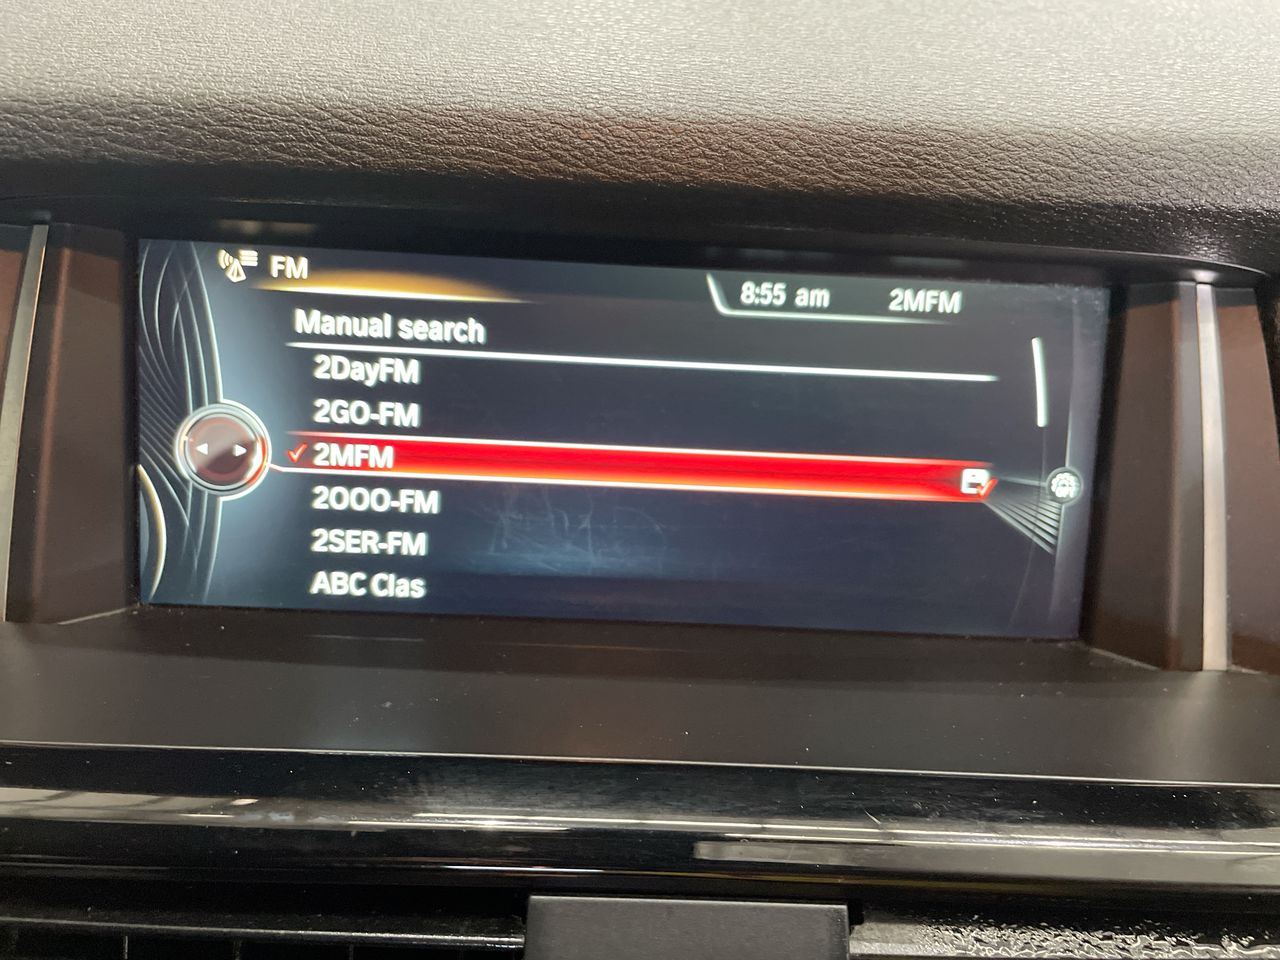 FM
8:55 am 2MFM
Manual search
2DayFM
2GO-FM
2MFM
2OOO-FM
2SER-FM
ABC Clas